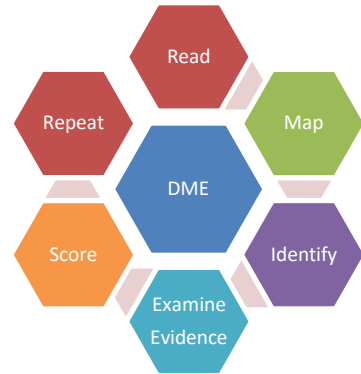 Read
Map
Identify
Examine
Evidence
Score
Repeat
DME